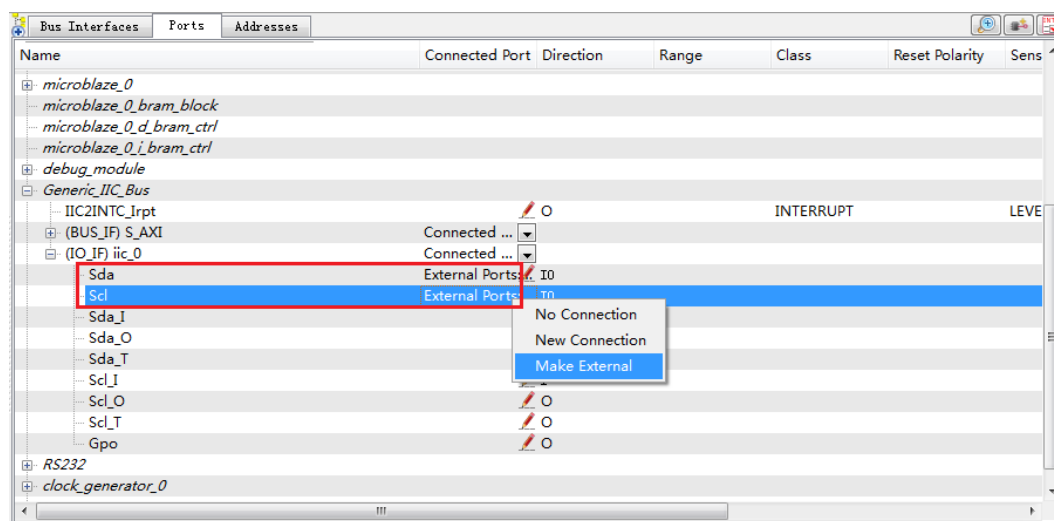 Bus Interfaces Ports Addresses
Name Connected Port Direction Range Class Reset Polarity Sens
microblaze_0
microblaze_0_bram_block
microblaze_0_d_bram_ctrl
microblaze_0_i_bram_ctrl
debug_module
Generic_IIC_Bus
IIC2INTC_Irpt O INTERRUPT LEVE
(BUS_IF) S_AXI Connected ...
(IO_IF) iic_0 Connected ...
Sda External Ports: IO
Scl External Ports IO
Sda_I No Connection
Sda_O New Connection
Sda_T Make External
Scl_I I
Scl_O O
Scl_T O
Gpo O
RS232
clock_generator_0